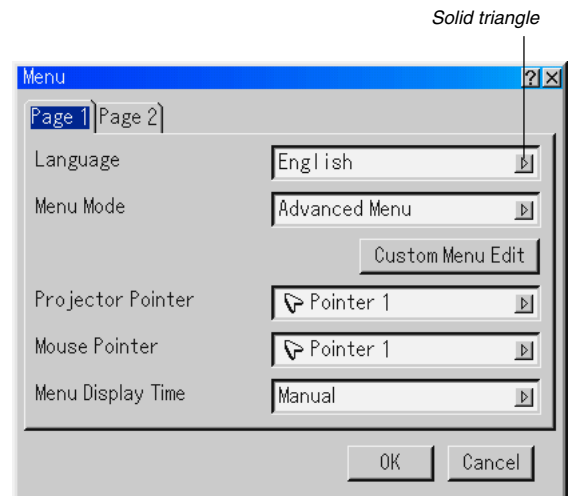 Solid triangle
Menu ? ×
Page 1 Page 2
Language English
Menu Mode Advanced Menu
Custom Menu Edit
Projector Pointer Pointer 1
Mouse Pointer Pointer 1
Menu Display Time Manual
OK Cancel